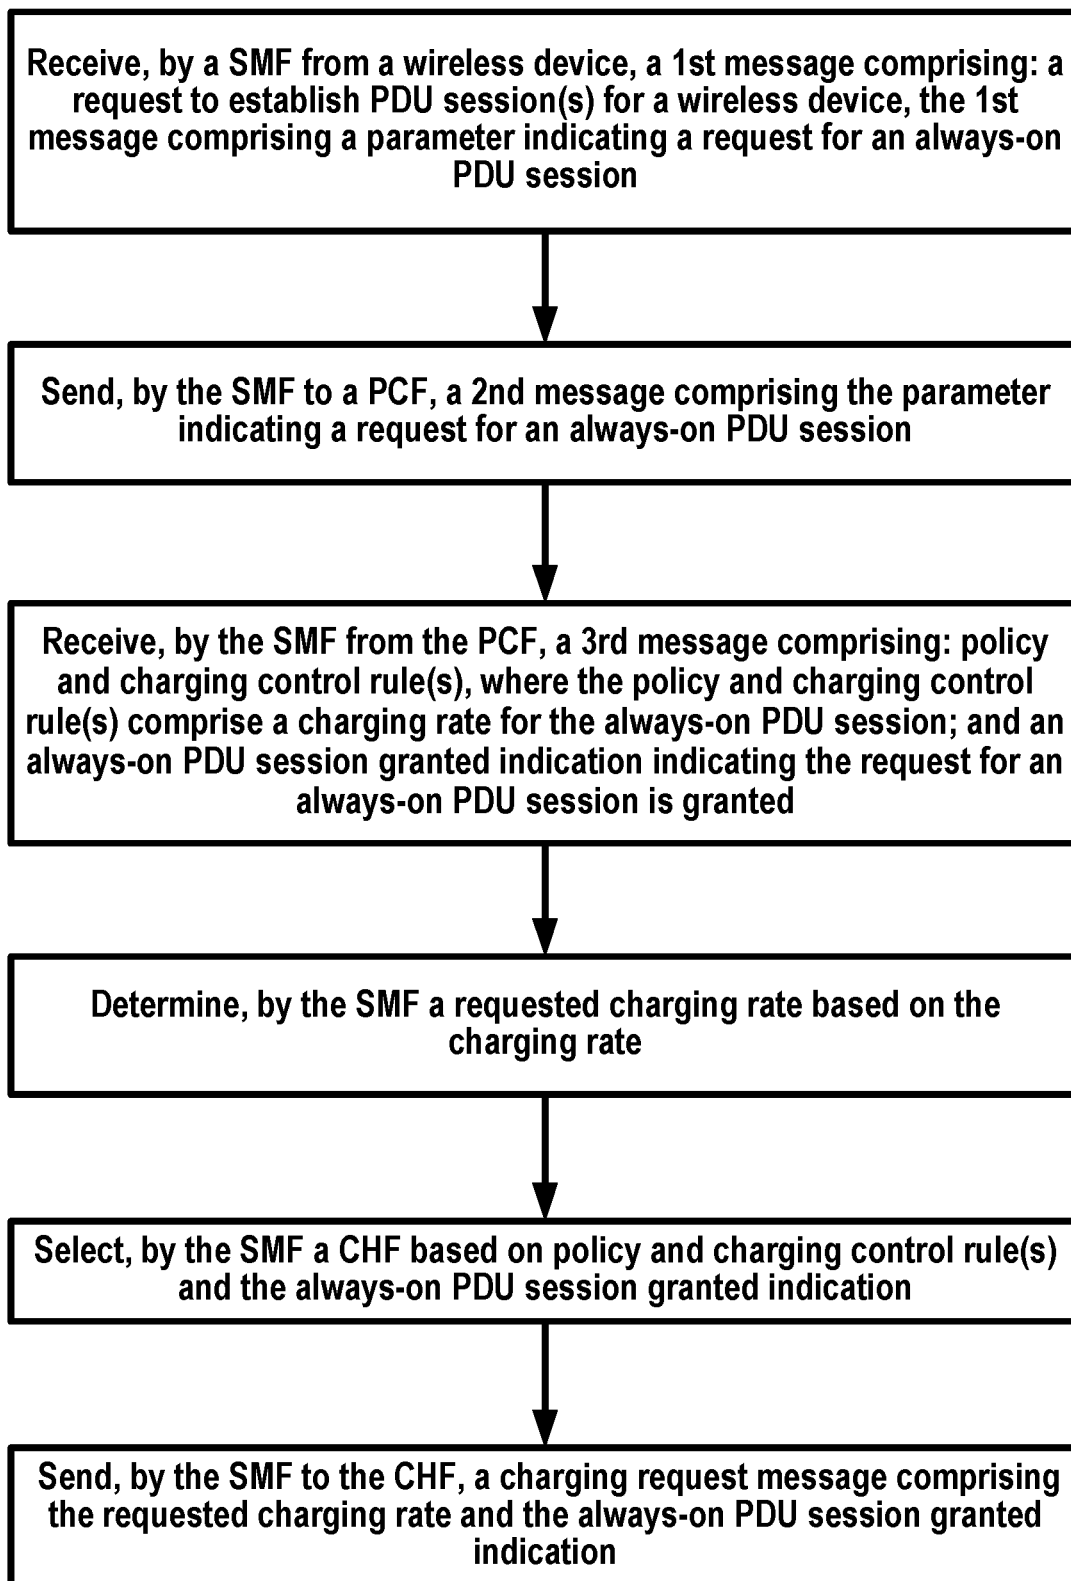 Receive, by a SMF from a wireless device, a 1st message comprising: a
request to establish PDU session(s) for a wireless device, the 1st
message comprising a parameter indicating a request for an always-on
PDU session
Send, by the SMF to a PCF, a 2nd message comprising the parameter
indicating a request for an always-on PDU session
Receive, by the SMF from the PCF, a 3rd message comprising: policy
and charging control rule(s), where the policy and charging control
rule(s) comprise a charging rate for the always-on PDU session; and an
always-on PDU session granted indication indicating the request for an
always-on PDU session is granted
Determine, by the SMF a requested charging rate based on the
charging rate
Select, by the SMF a CHF based on policy and charging control rule(s)
and the always-on PDU session granted indication
Send, by the SMF to the CHF, a charging request message comprising
the requested charging rate and the always-on PDU session granted
indication